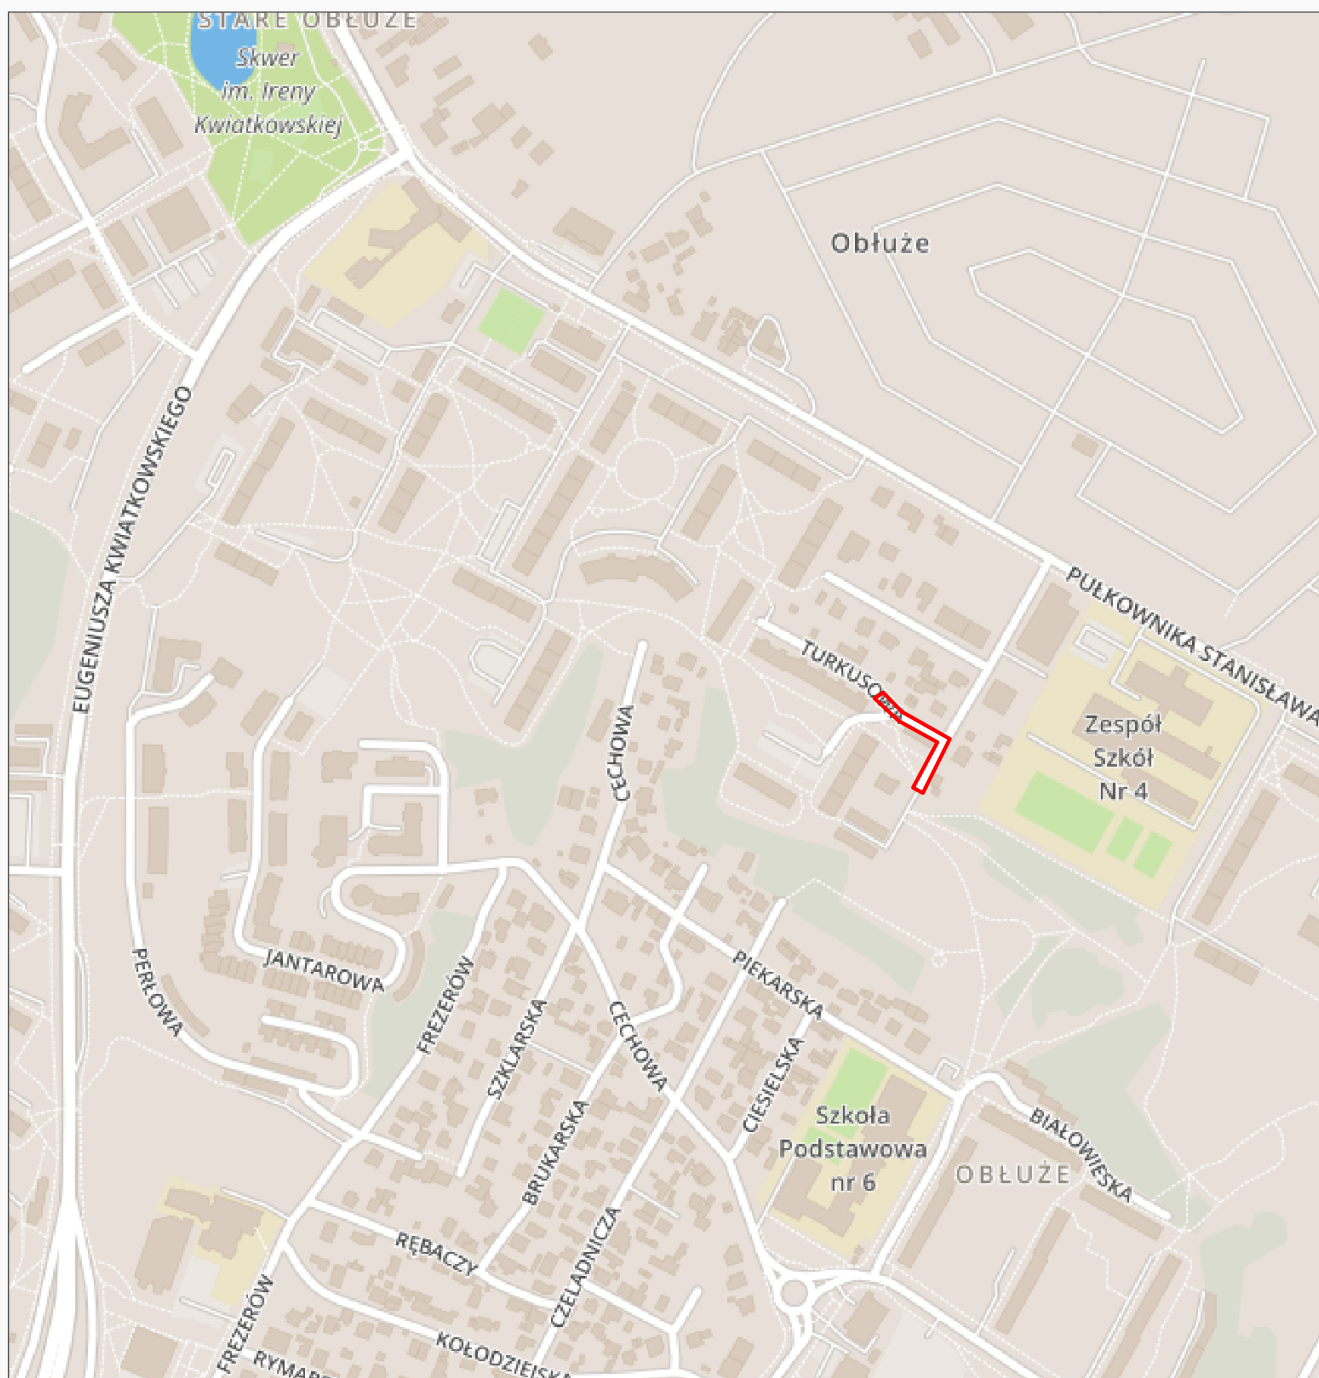 STARE OBŁUŻE
Skwer
im. Ireny
Kwiatkowskiej
Obłuże
EUGENIUSZA KWIATKOWSKIEGO
PUŁKOWNIKA STANISŁAWA
TURKUSOWA
Zespół
Szkół
Nr 4
CECHOWA
PERŁOWA
JANTAROWA
FREZERÓW
SZKLARSKA
CECHOWA
PIEKARSKA
CIESIELSKA
BRUKARSKA
Szkoła
Podstawowa
nr 6
BIAŁOWIESKA
OBŁUŻE
RĘBACZY
CZELADNICZA
FREZERÓW
KOŁODZIEJSKA